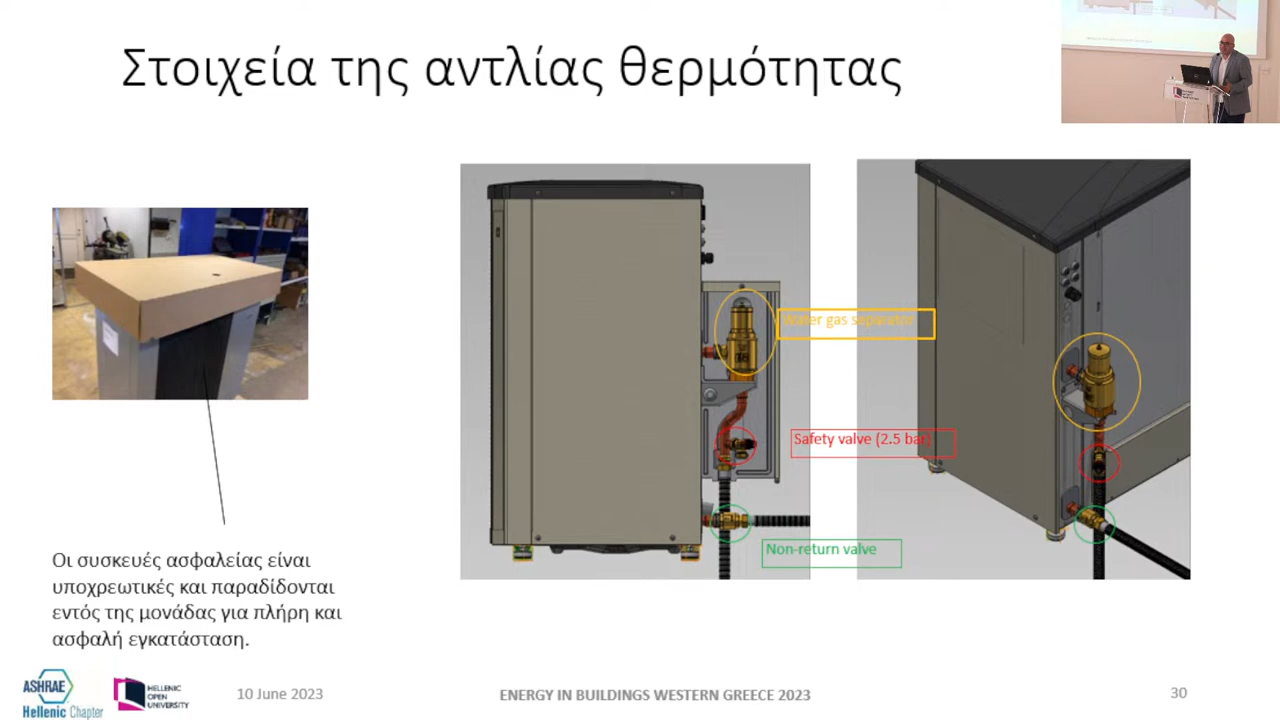 Στοιχεία της αντλίας θερμότητας
Water gas separator
Safety valve (2.5 bar)
Non-return valve
Οι συσκευές ασφαλείας είναι
υποχρεωτικές και παραδίδονται
εντός της μονάδας για πλήρη και
ασφαλή εγκατάσταση.
ASHRAE
Hellenic Chapter
HELLENIC
OPEN
UNIVERSITY
10 June 2023
ENERGY IN BUILDINGS WESTERN GREECE 2023
30